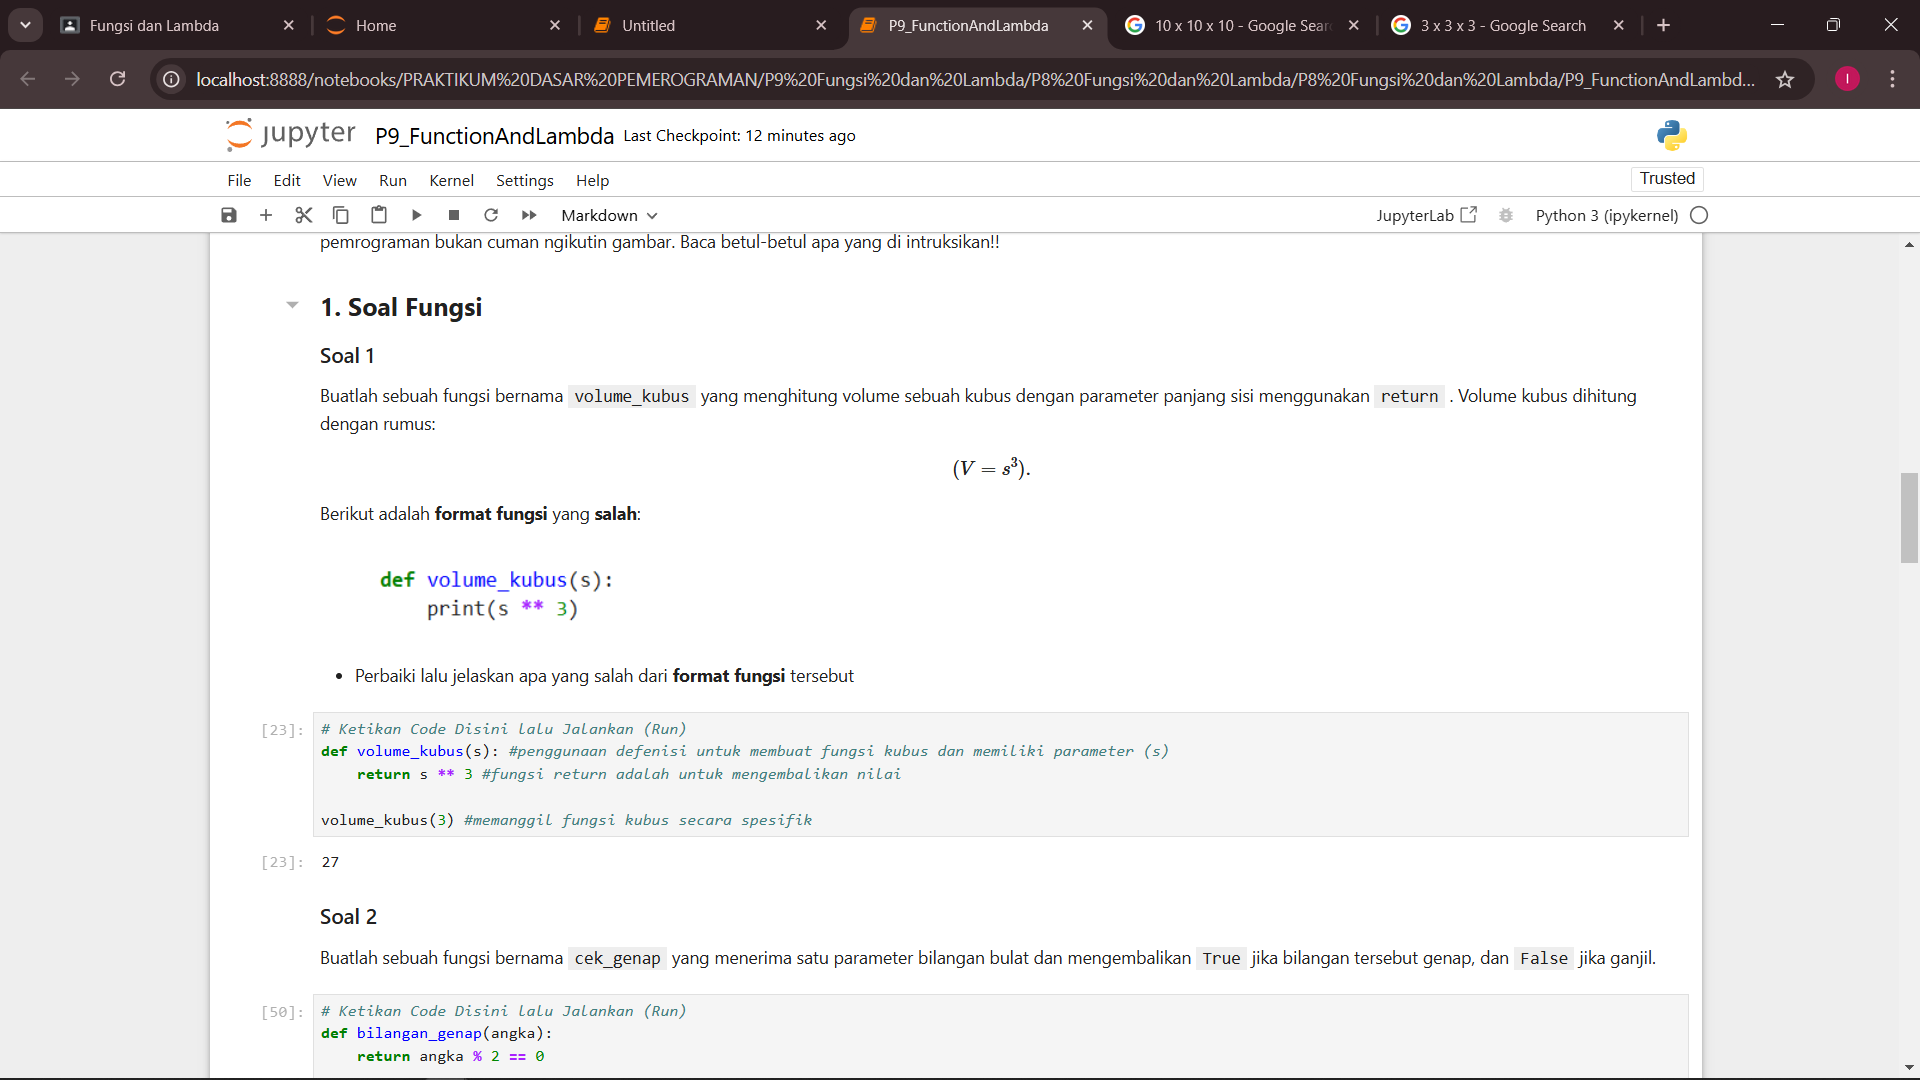 Fungsi dan Lambda
Home
Untitled
P9_FunctionAndLambda
10 x 10 x 10 - Google Sear
3 x 3 x 3 - Google Search
localhost:8888/notebooks/PRAKTIKUM%20DASAR%20PEMEROGRAMAN/P9%20Fungsi%20dan%20Lambda/P8%20Fungsi%20dan%20Lambda/P8%20Fungsi%20dan%20Lambda/P9_FunctionAndLambd...
I
jupyter P9_FunctionAndLambda Last Checkpoint: 12 minutes ago
File Edit View Run Kernel Settings Help
Trusted
Markdown
JupyterLab
Python 3 (ipykernel)
pemrograman bukan cuman ngikutin gambar. Baca betul-betul apa yang di intruksikan!!
1. Soal Fungsi
Soal 1
Buatlah sebuah fungsi bernama volume_kubus yang menghitung volume sebuah kubus dengan parameter panjang sisi menggunakan return . Volume kubus dihitung
dengan rumus:
(V = s³).
Berikut adalah format fungsi yang salah:
def volume_kubus(s):
    print(s ** 3)
• Perbaiki lalu jelaskan apa yang salah dari format fungsi tersebut
[23]: # Ketikan Code Disini lalu Jalankan (Run)
def volume_kubus(s): #penggunaan defenisi untuk membuat fungsi kubus dan memiliki parameter (s)
    return s ** 3 #fungsi return adalah untuk mengembalikan nilai
volume_kubus(3) #memanggil fungsi kubus secara spesifik
[23]: 27
Soal 2
Buatlah sebuah fungsi bernama cek_genap yang menerima satu parameter bilangan bulat dan mengembalikan True jika bilangan tersebut genap, dan False jika ganjil.
[50]: # Ketikan Code Disini lalu Jalankan (Run)
def bilangan_genap(angka):
    return angka % 2 == 0